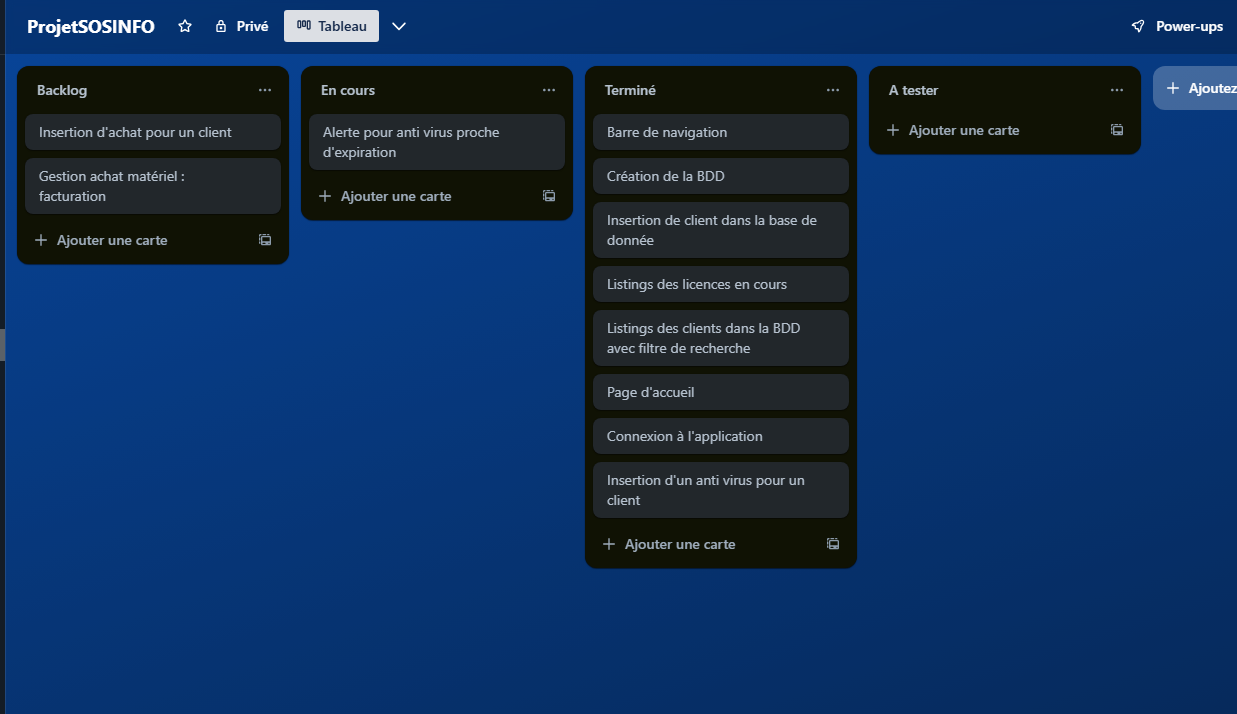 ProjetSOSINFO
Privé
Tableau
Power-ups
Backlog
Insertion d'achat pour un client
Gestion achat matériel :
facturation
Ajouter une carte
En cours
Alerte pour anti virus proche
d'expiration
Ajouter une carte
Terminé
Barre de navigation
Création de la BDD
Insertion de client dans la base de
donnée
Listings des licences en cours
Listings des clients dans la BDD
avec filtre de recherche
Page d'accueil
Connexion à l'application
Insertion d'un anti virus pour un
client
Ajouter une carte
A tester
Ajouter une carte
Ajoutez